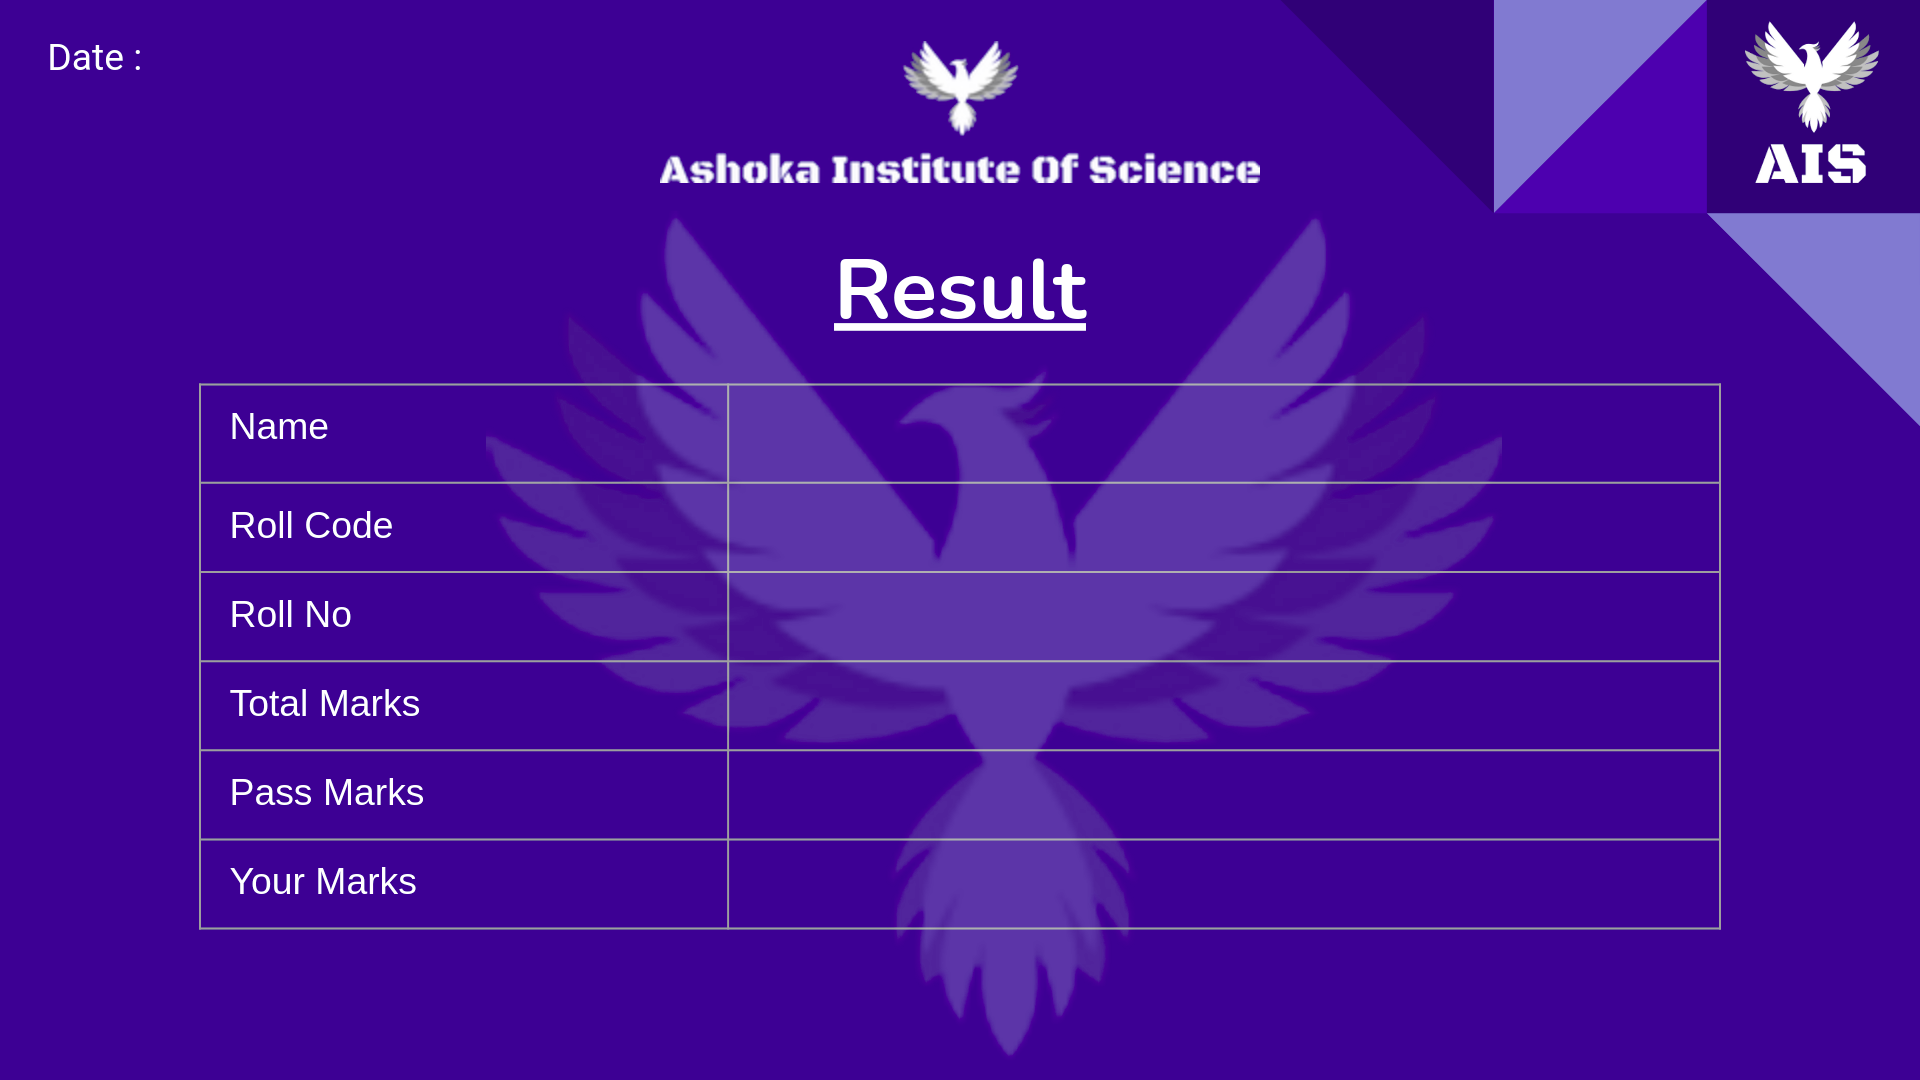 Date :
Ashoka Institute Of Science
AIS
Result
Name
Roll Code
Roll No
Total Marks
Pass Marks
Your Marks